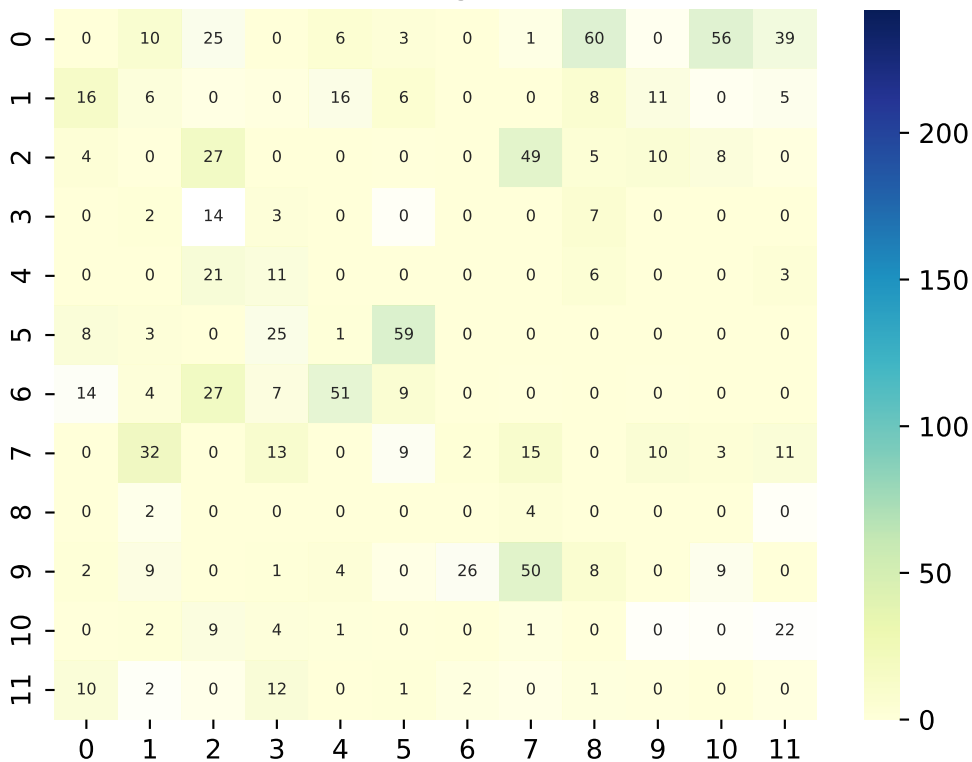 0 0 10 25 0 6 3 0 1 60 0 56 39
1 16 6 0 0 16 6 0 0 8 11 0 5
200
2 4 0 27 0 0 0 0 49 5 10 8 0
3 0 2 14 3 0 0 0 0 7 0 0 0
4 0 0 21 11 0 0 0 0 6 0 0 3
150
5 8 3 0 25 1 59 0 0 0 0 0 0
6 14 4 27 7 51 9 0 0 0 0 0 0
100
7 0 32 0 13 0 9 2 15 0 10 3 11
8 0 2 0 0 0 0 0 4 0 0 0 0
9 2 9 0 1 4 0 26 50 8 0 9 0
50
10 0 2 9 4 1 0 0 1 0 0 0 22
11 10 2 0 12 0 1 2 0 1 0 0 0
0
0 1 2 3 4 5 6 7 8 9 10 11